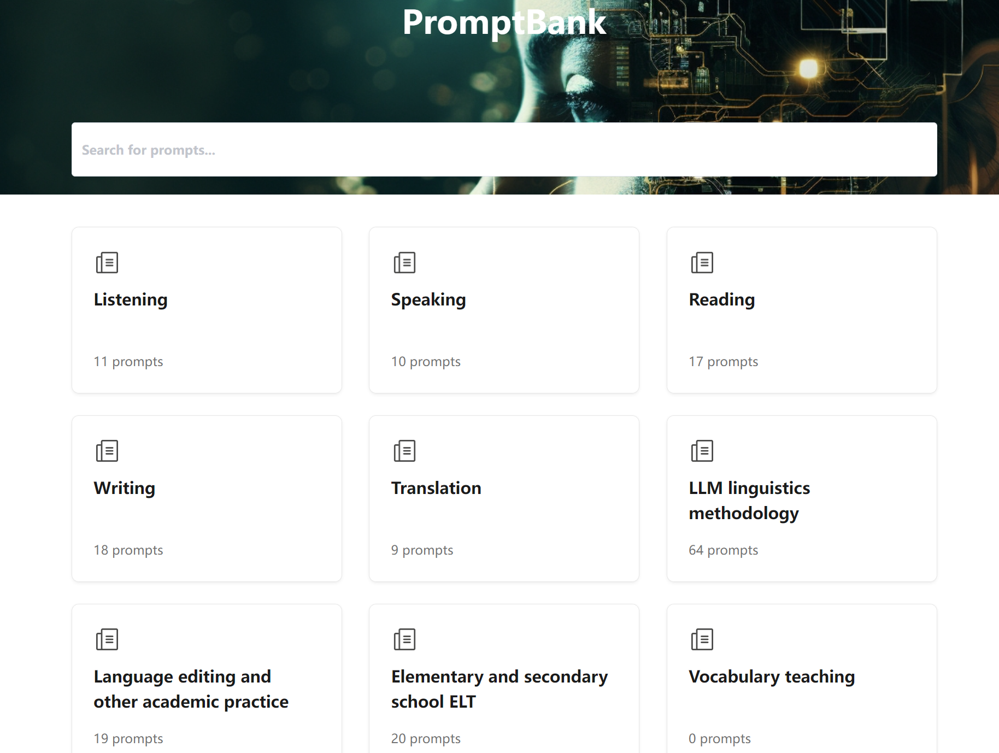 PromptBank
Search for prompts...
Listening
11 prompts
Speaking
10 prompts
Reading
17 prompts
Writing
18 prompts
Translation
9 prompts
LLM linguistics
methodology
64 prompts
Language editing and
other academic practice
19 prompts
Elementary and secondary
school ELT
20 prompts
Vocabulary teaching
0 prompts